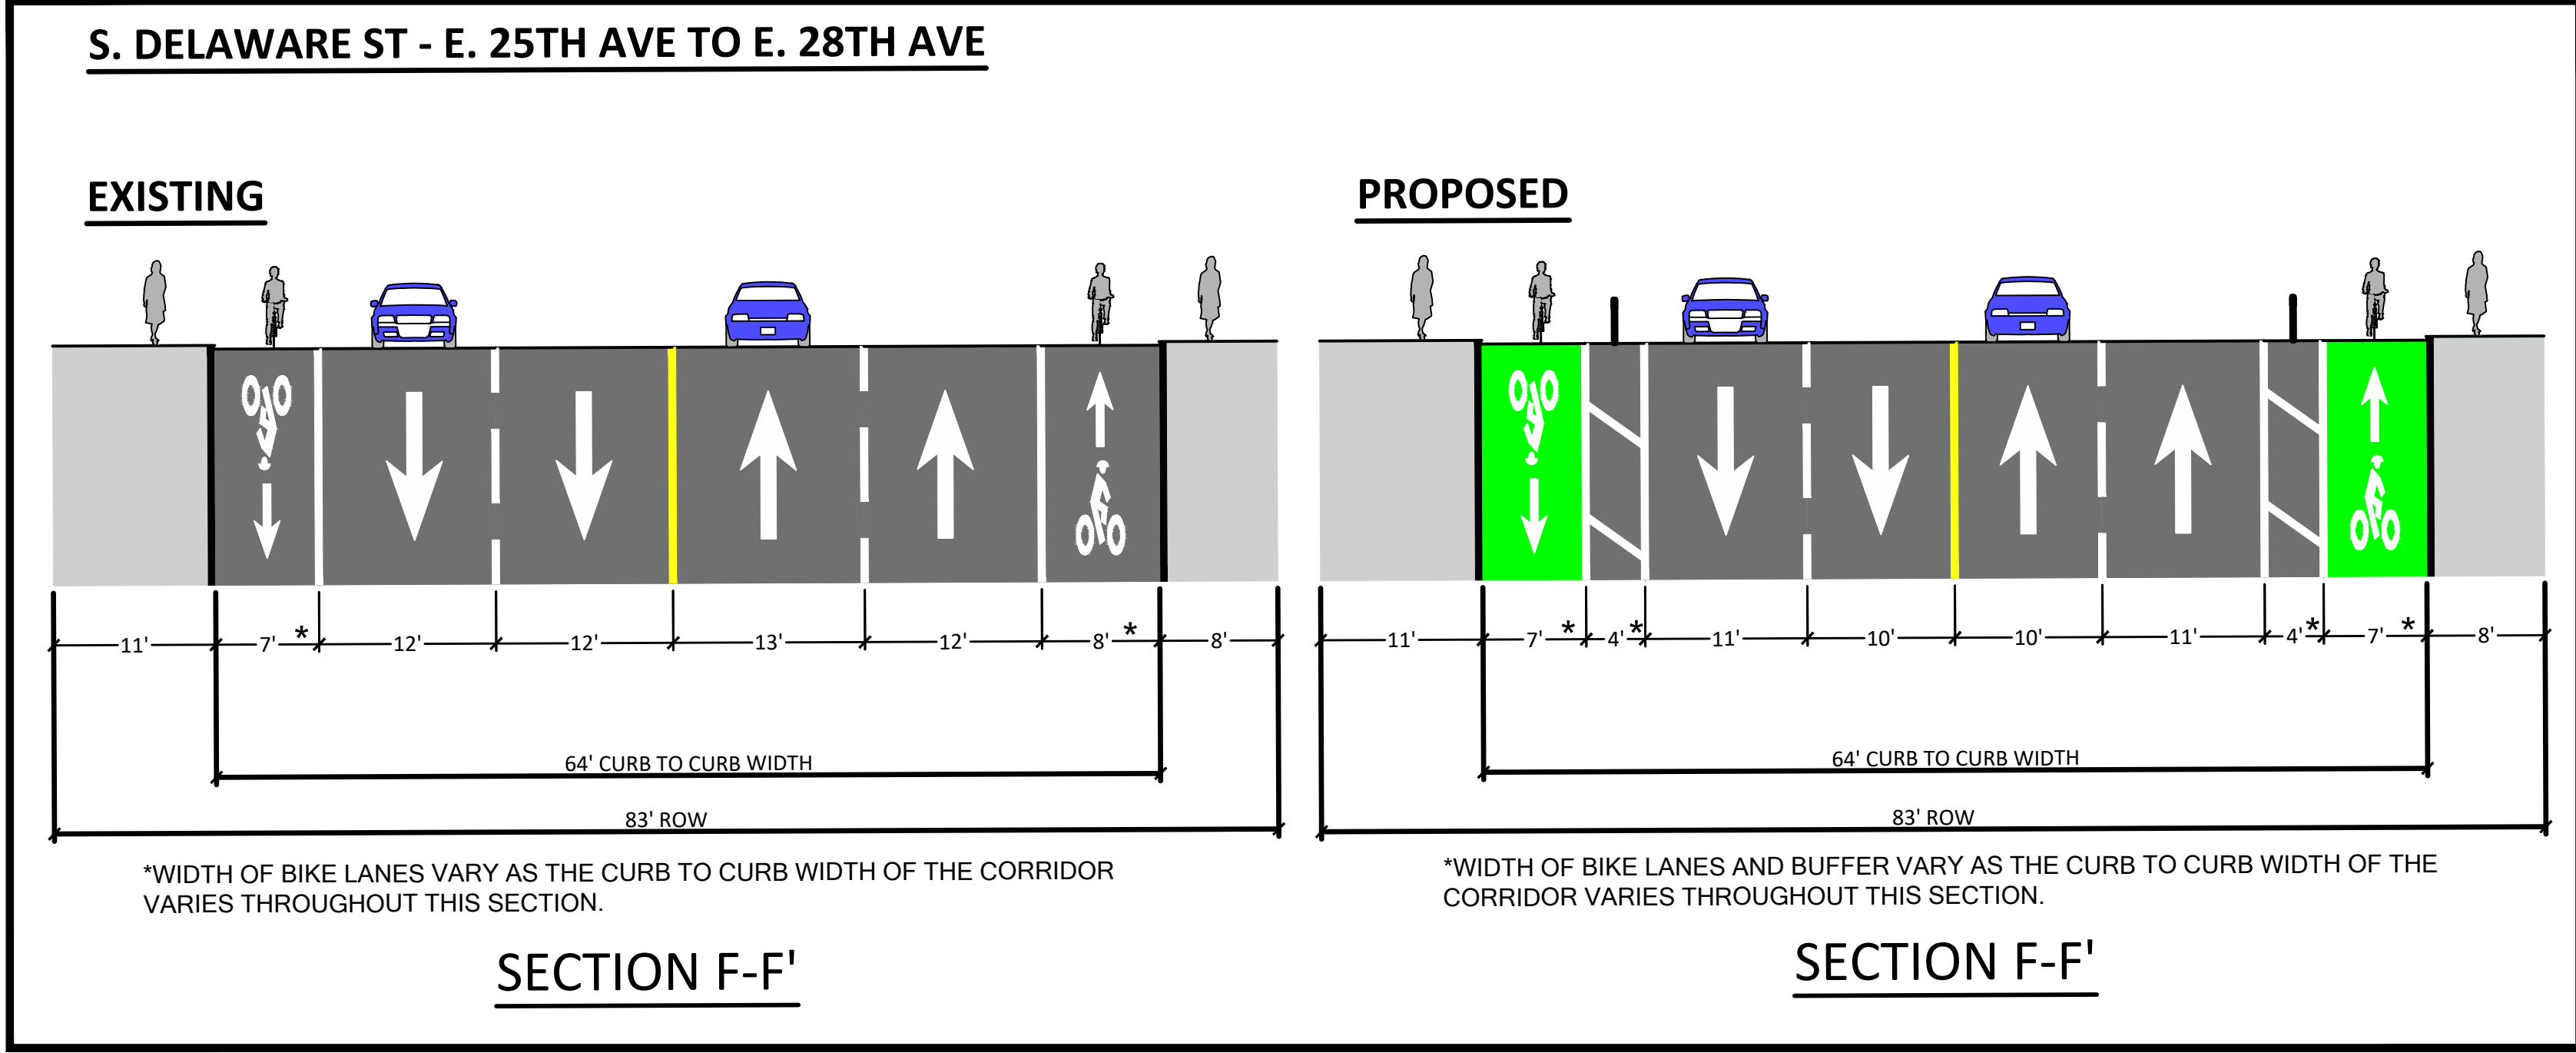 S. DELAWARE ST - E. 25TH AVE TO E. 28TH AVE
EXISTING
11' 7' * 12' 12' 13' 12' 8' * 8'
64' CURB TO CURB WIDTH
83' ROW
*WIDTH OF BIKE LANES VARY AS THE CURB TO CURB WIDTH OF THE CORRIDOR
VARIES THROUGHOUT THIS SECTION.
SECTION F-F'
PROPOSED
11' 7' * 4' * 11' 10' 10' 11' 4' * 7' * 8'
64' CURB TO CURB WIDTH
83' ROW
*WIDTH OF BIKE LANES AND BUFFER VARY AS THE CURB TO CURB WIDTH OF THE
CORRIDOR VARIES THROUGHOUT THIS SECTION.
SECTION F-F'